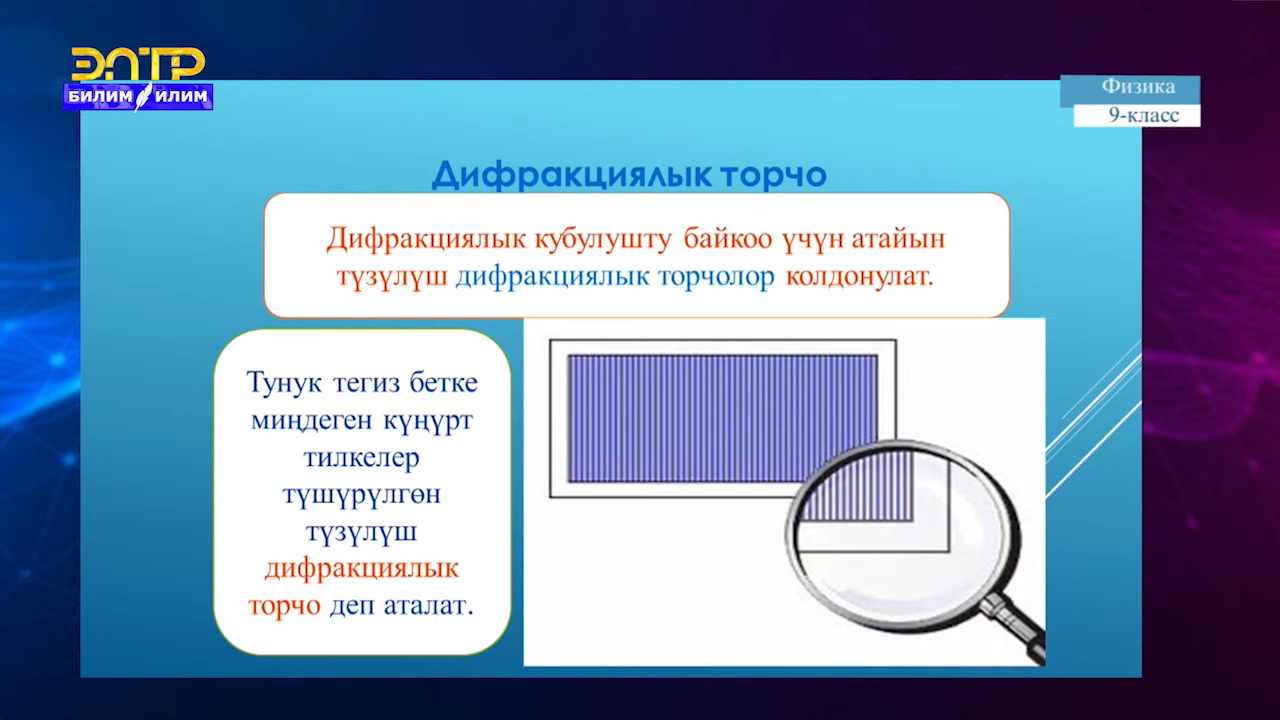 ЭЛТР
БИЛИМ ИЛИМ
Физика
9-класс
Дифракциялык торчо
Дифракциялык кубулушту байкоо үчүн атайын
түзүлүш дифракциялык торчолор колдонулат.
Тунук тегиз бетке
миңдеген күңүрт
тилкелер
түшүрүлгөн
түзүлүш
дифракциялык
торчо деп аталат.